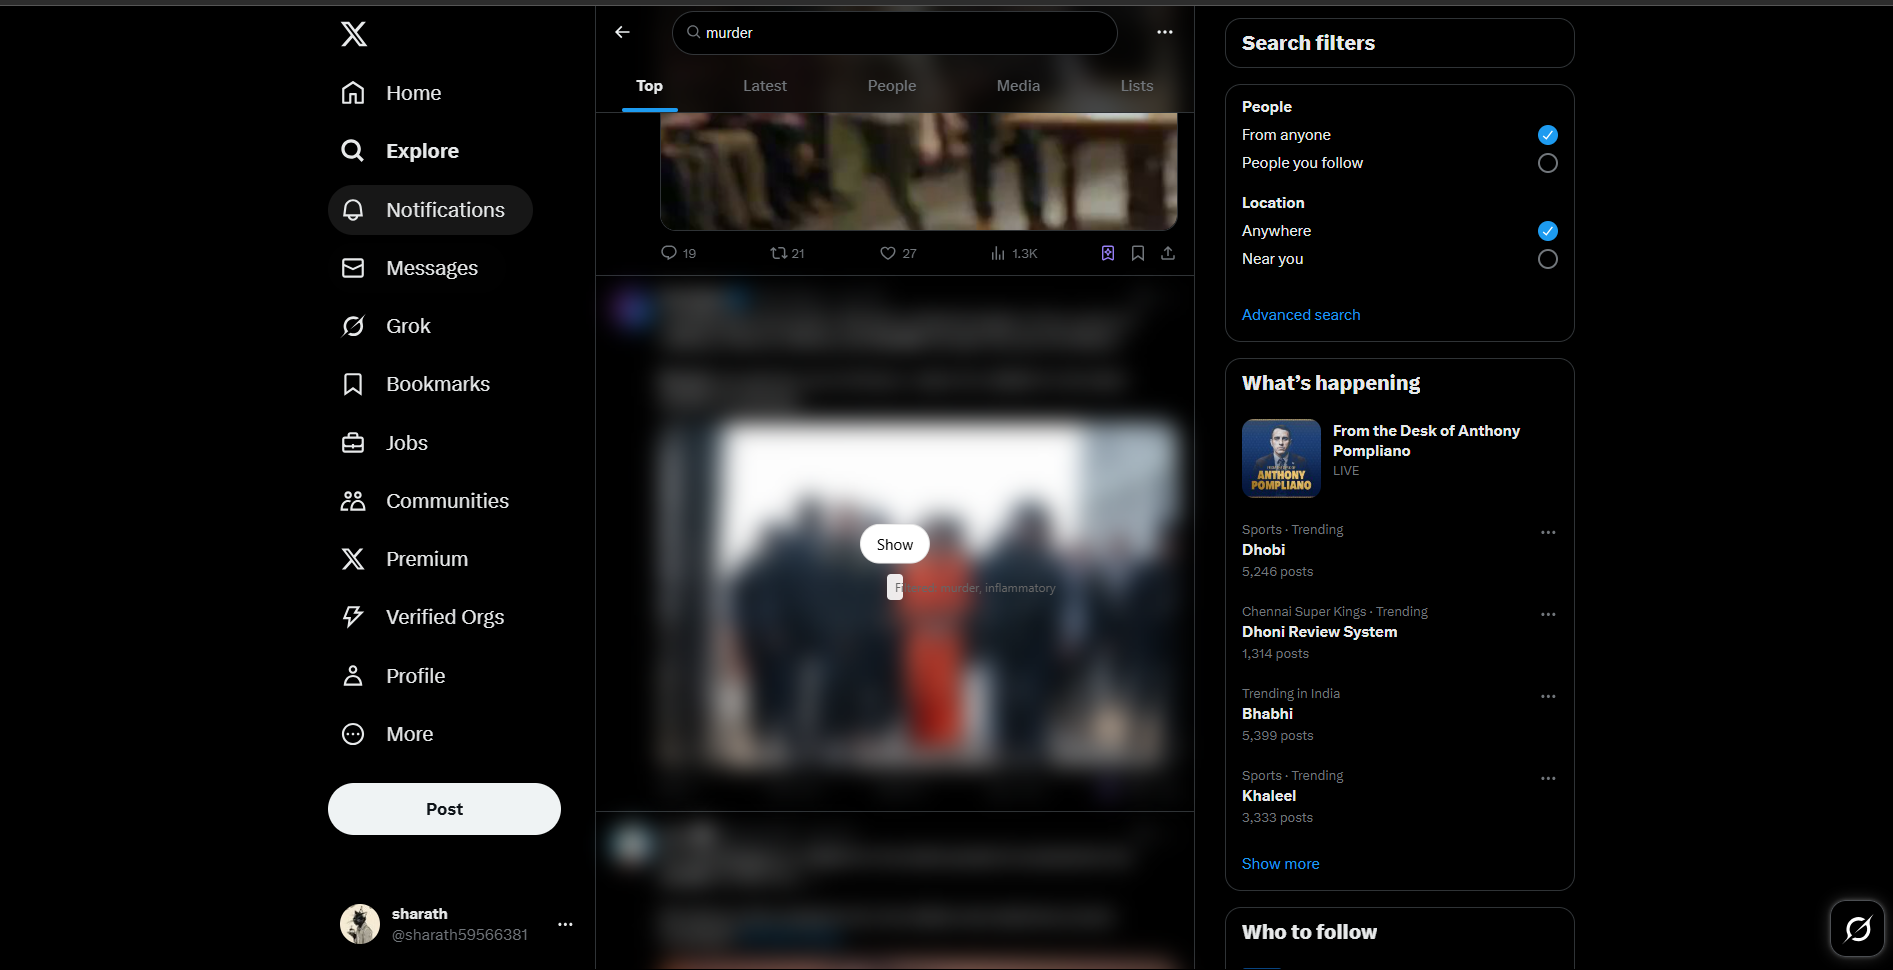 Home
Explore
Notifications
Messages
Grok
Bookmarks
Jobs
Communities
Premium
Verified Orgs
Profile
More
Post
sharath
@sharath59566381
murder
Top
Latest
People
Media
Lists
19
21
27
1.3K
Show
murder, inflammatory
Search filters
People
From anyone
People you follow
Location
Anywhere
Near you
Advanced search
What's happening
ANTHONY
POMPLIANO
From the Desk of Anthony
Pompliano
LIVE
Sports · Trending
Dhobi
5,246 posts
Chennai Super Kings · Trending
Dhoni Review System
1,314 posts
Trending in India
Bhabhi
5,399 posts
Sports · Trending
Khaleel
3,333 posts
Show more
Who to follow